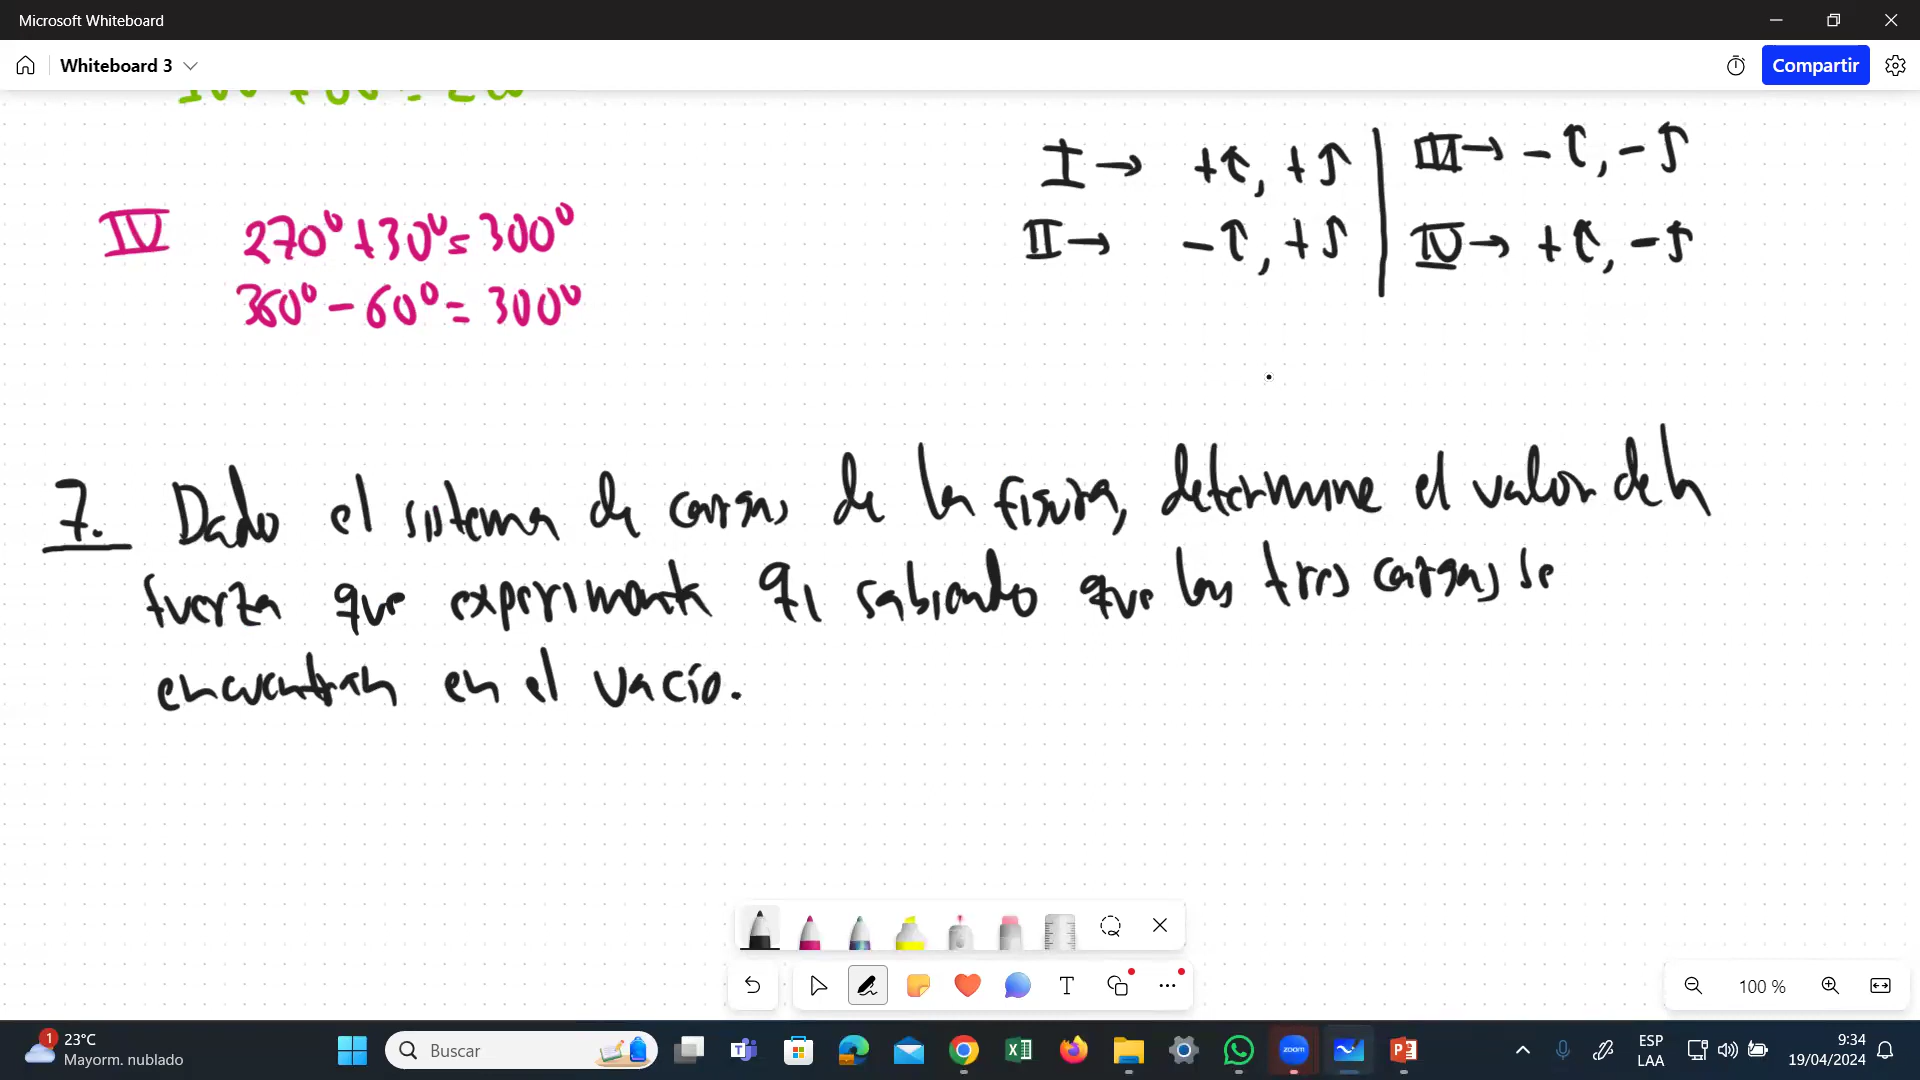 Microsoft Whiteboard
Whiteboard 3
Compartir
I → +î, +ĵ
III → -î, -ĵ
IV 270° + 30° = 300°
II → -î, +ĵ
IV → +î, -ĵ
360° - 60° = 300°
7. Dado el sistema de cargas de la figura, determine el valor de la
fuerza que experimenta q1 sabiendo que las tres cargas se
encuentran en el vacío.
100 %
1
23°C
Mayorm. nublado
Buscar
zoom
ESP
LAA
9:34
19/04/2024